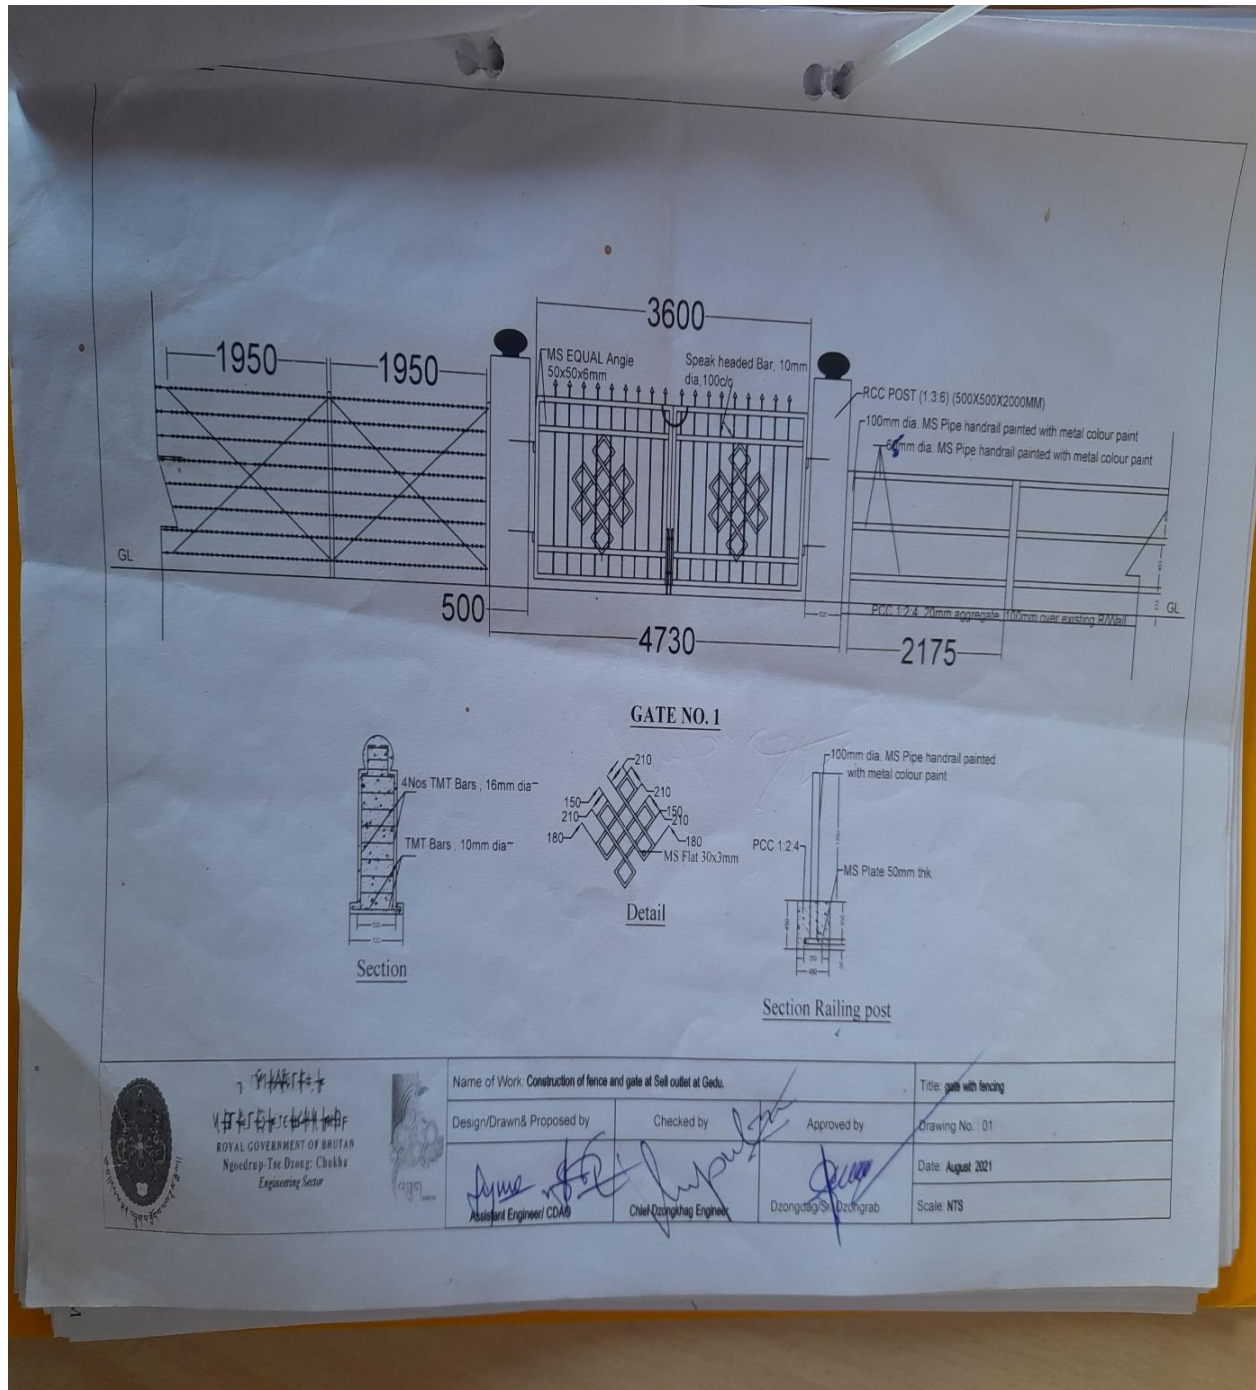 3600
1950
1950
MS EQUAL Angle
50x50x6mm
Speak headed Bar, 10mm
dia,100c/c
RCC POST (1:3:6) (500X500X2000MM)
100mm dia. MS Pipe handrail painted with metal colour paint
mm dia. MS Pipe handrail painted with metal colour paint
GL
500
PCC 1:2:4, 20mm aggregate, 100mm over existing R/Wall
GL
4730
2175
GATE NO. 1
4Nos TMT Bars , 16mm dia
TMT Bars , 10mm dia
Section
210
210
150
150
210
210
180
180
MS Flat 30x3mm
Detail
100mm dia. MS Pipe handrail painted
with metal colour paint
PCC 1:2:4
MS Plate 50mm thk.
450
450
Section Railing post
ROYAL GOVERNMENT OF BHUTAN
Ngoedrup-Tse Dzong: Chukha
Engineering Sector
Name of Work: Construction of fence and gate at Sell outlet at Gedu.
Title: gate with fencing
Design/Drawn& Proposed by
Checked by
Approved by
Drawing No. 01
Date: August 2021
Assistant Engineer/ CDAO
Chief Dzongkhag Engineer
Dzongdag/Sr. Dzongrab
Scale: NTS